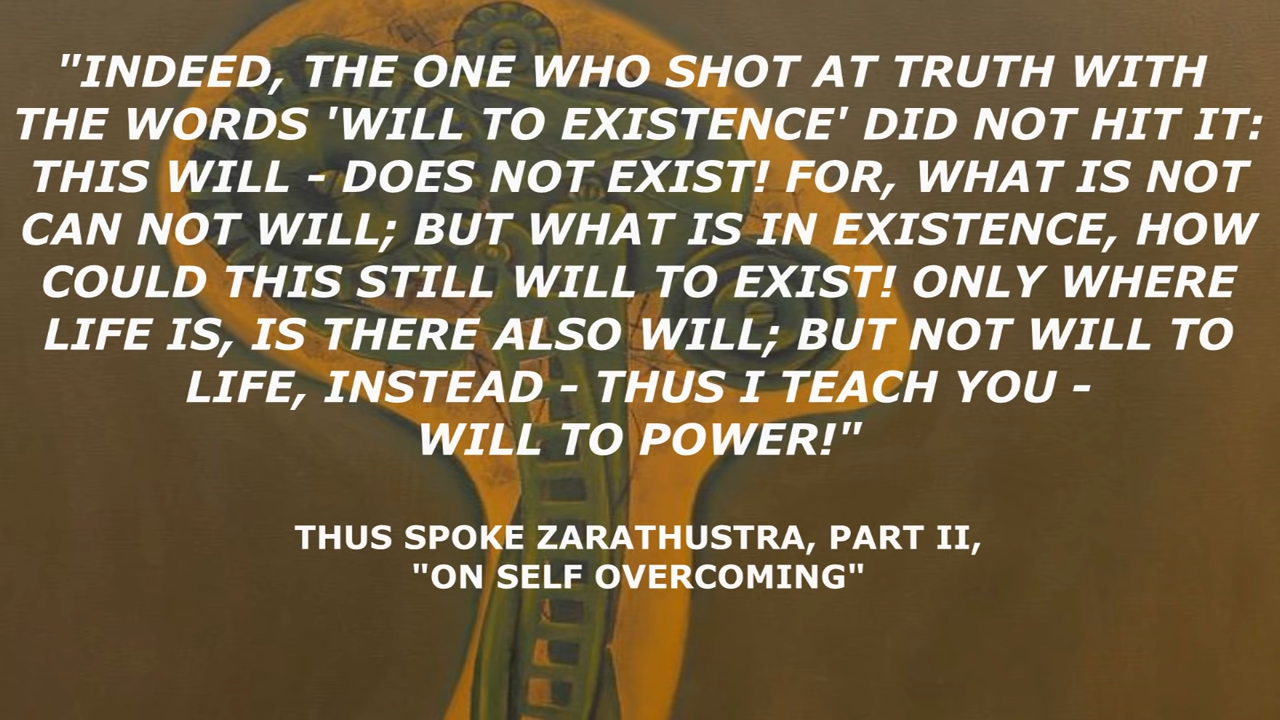 "INDEED, THE ONE WHO SHOT AT TRUTH WITH
THE WORDS 'WILL TO EXISTENCE' DID NOT HIT IT:
THIS WILL - DOES NOT EXIST! FOR, WHAT IS NOT
CAN NOT WILL; BUT WHAT IS IN EXISTENCE, HOW
COULD THIS STILL WILL TO EXIST! ONLY WHERE
LIFE IS, IS THERE ALSO WILL; BUT NOT WILL TO
LIFE, INSTEAD - THUS I TEACH YOU -
WILL TO POWER!"
THUS SPOKE ZARATHUSTRA, PART II,
"ON SELF OVERCOMING"